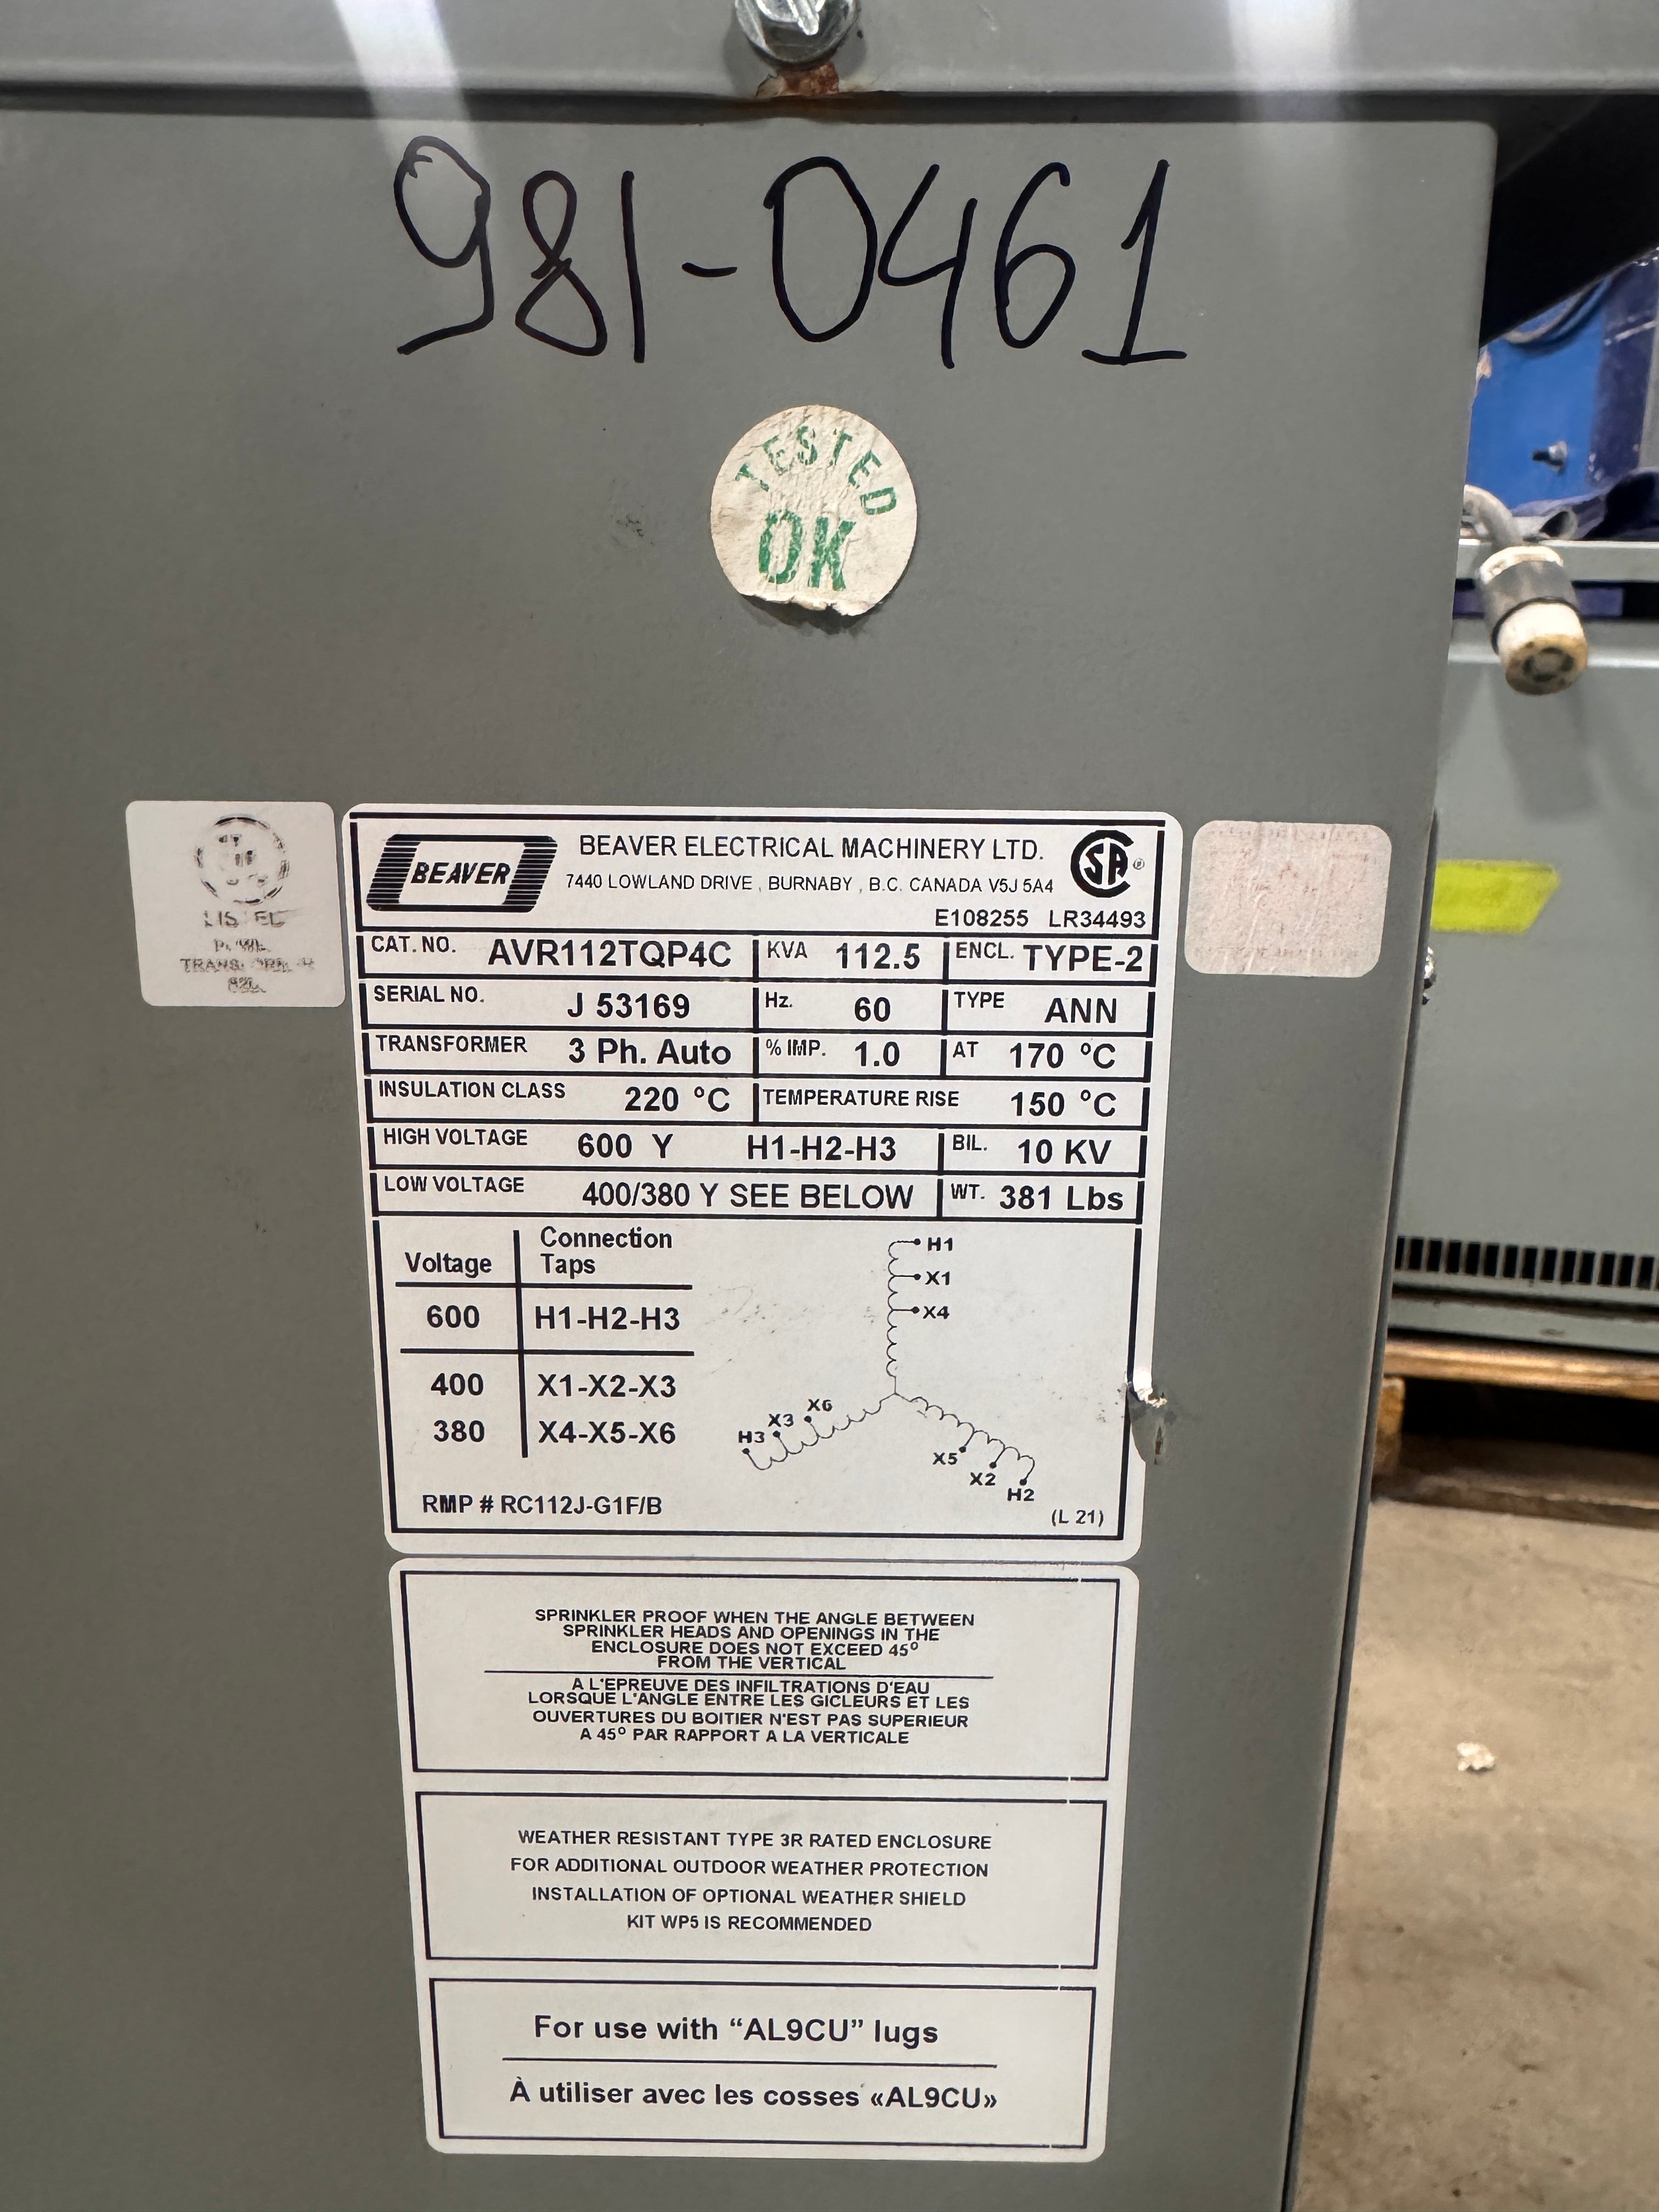 981-0461
TESTED
OK
BEAVER
BEAVER ELECTRICAL MACHINERY LTD.
7440 LOWLAND DRIVE , BURNABY , B.C. CANADA V5J 5A4
E108255 LR34493
CAT. NO. AVR112TQP4C KVA 112.5 ENCL. TYPE-2
SERIAL NO. J 53169 Hz. 60 TYPE ANN
TRANSFORMER 3 Ph. Auto % IMP. 1.0 AT 170 °C
INSULATION CLASS 220 °C TEMPERATURE RISE 150 °C
HIGH VOLTAGE 600 Y H1-H2-H3 BIL. 10 KV
LOW VOLTAGE 400/380 Y SEE BELOW WT. 381 Lbs
Voltage Connection Taps
600 H1-H2-H3
400 X1-X2-X3
380 X4-X5-X6
H1
X1
X4
X6
X3
H3
X5
X2
H2
RMP # RC112J-G1F/B
(L 21)
SPRINKLER PROOF WHEN THE ANGLE BETWEEN
SPRINKLER HEADS AND OPENINGS IN THE
ENCLOSURE DOES NOT EXCEED 45°
FROM THE VERTICAL
A L'EPREUVE DES INFILTRATIONS D'EAU
LORSQUE L'ANGLE ENTRE LES GICLEURS ET LES
OUVERTURES DU BOITIER N'EST PAS SUPERIEUR
A 45° PAR RAPPORT A LA VERTICALE
WEATHER RESISTANT TYPE 3R RATED ENCLOSURE
FOR ADDITIONAL OUTDOOR WEATHER PROTECTION
INSTALLATION OF OPTIONAL WEATHER SHIELD
KIT WP5 IS RECOMMENDED
For use with “AL9CU” lugs
À utiliser avec les cosses «AL9CU»